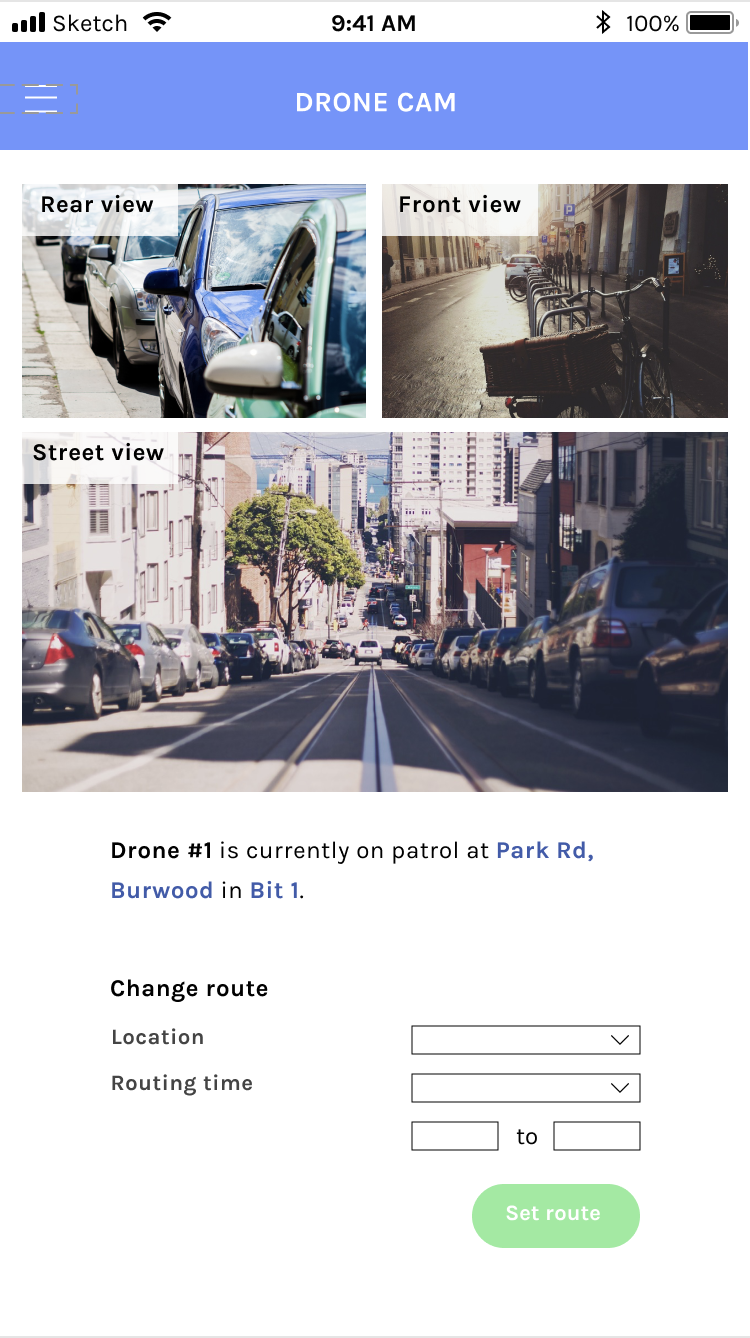 Sketch 9:41 AM 100%
DRONE CAM
Rear view
Front view
P
Street view
Drone #1 is currently on patrol at Park Rd,
Burwood in Bit 1.
Change route
Location
Routing time
to
Set route